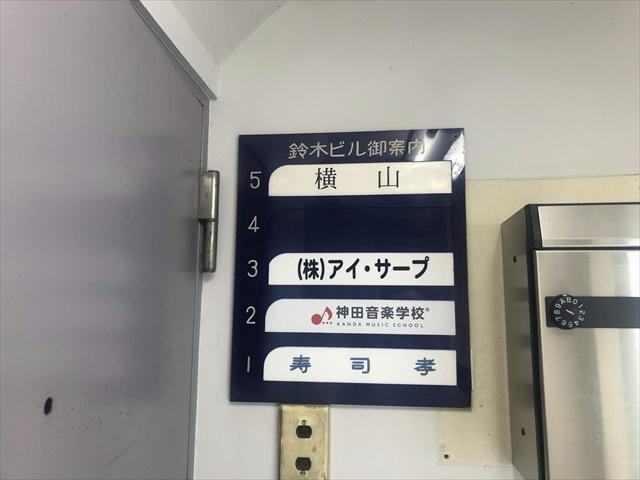 鈴木ビル御案内
5 横山
4
3 (株)アイ・サープ
2 神田音楽学校®
KANDA MUSIC SCHOOL
1 寿司孝